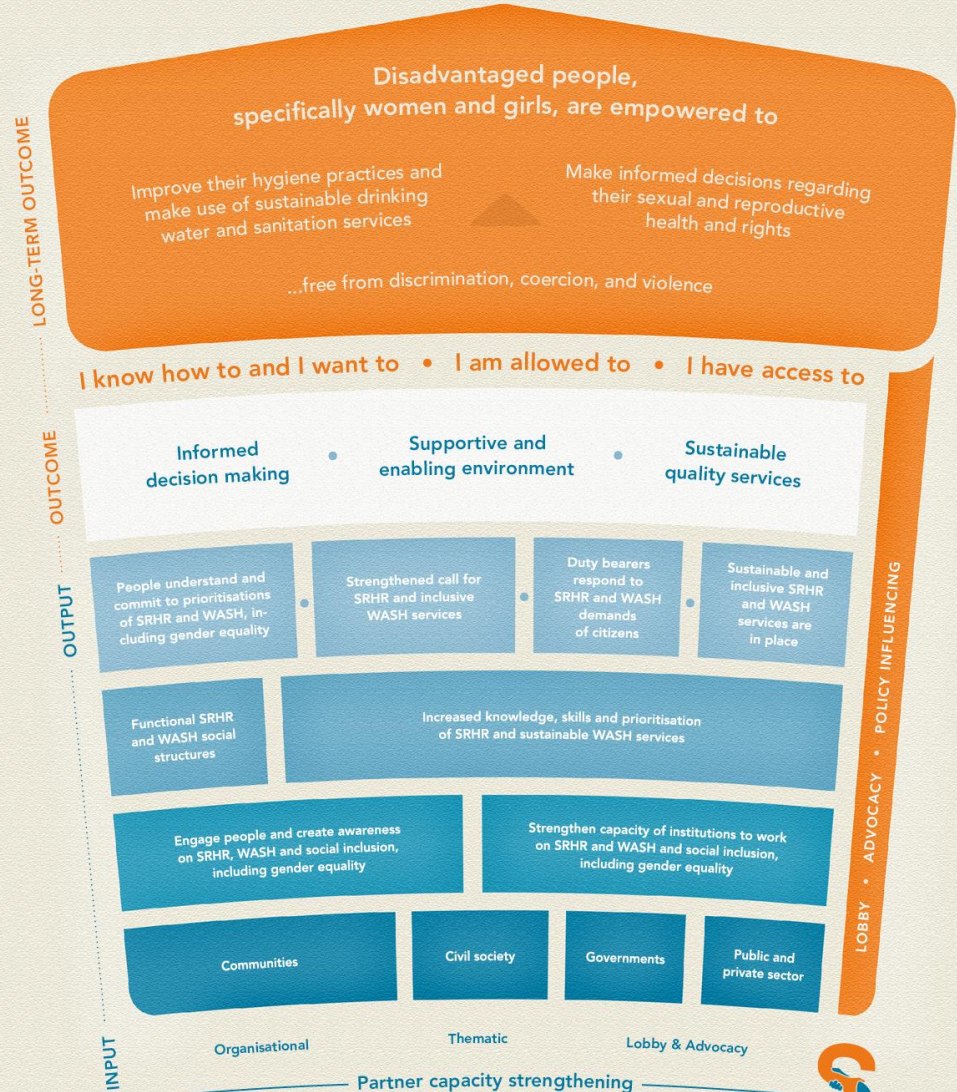 Disadvantaged people,
specifically women and girls, are empowered to
Improve their hygiene practices and
make use of sustainable drinking
water and sanitation services
Make informed decisions regarding
their sexual and reproductive
health and rights
...free from discrimination, coercion, and violence
LONG-TERM OUTCOME
I know how to and I want to • I am allowed to • I have access to
OUTCOME
Informed
decision making
•
Supportive and
enabling environment
•
Sustainable
quality services
OUTPUT
People understand and
commit to prioritisations
of SRHR and WASH, in-
cluding gender equality
•
Strengthened call for
SRHR and inclusive
WASH services
•
Duty bearers
respond to
SRHR and WASH
demands
of citizens
•
Sustainable and
inclusive SRHR
and WASH
services are
in place
Functional SRHR
and WASH social
structures
Increased knowledge, skills and prioritisation
of SRHR and sustainable WASH services
Engage people and create awareness
on SRHR, WASH and social inclusion,
including gender equality
Strengthen capacity of institutions to work
on SRHR and WASH and social inclusion,
including gender equality
Communities
Civil society
Governments
Public and
private sector
LOBBY • ADVOCACY • POLICY INFLUENCING
INPUT
Organisational
Thematic
Lobby & Advocacy
Partner capacity strengthening